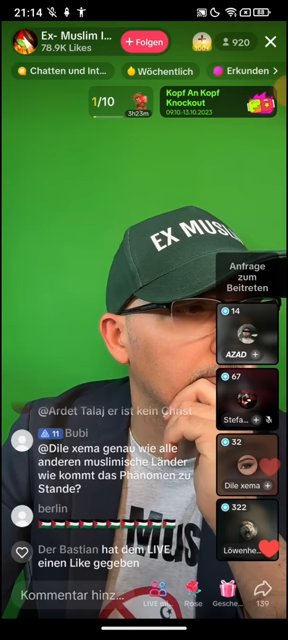 21:14
68
Ex- Muslim I...
78.9K Likes
+ Folgen
920
Chatten und Int...
Wöchentlich
Erkunden >
1/10
3h23m
Kopf An Kopf
Knockout
09.10-13.10.2023
EX MUSLI
Anfrage
zum
Beitreten
14
AZAD +
67
Stefa...
32
Dile xema +
322
Löwenhe...
@Ardet Talaj er ist kein Christ
11 Bubi
@Dile xema genau wie alle
anderen muslimische Länder
wie kommt das Phänomen zu
Stande?
berlin
Mus
Der Bastian hat dem LIVE
einen Like gegeben
Kommentar hinz...
Rose
Gesche...
139